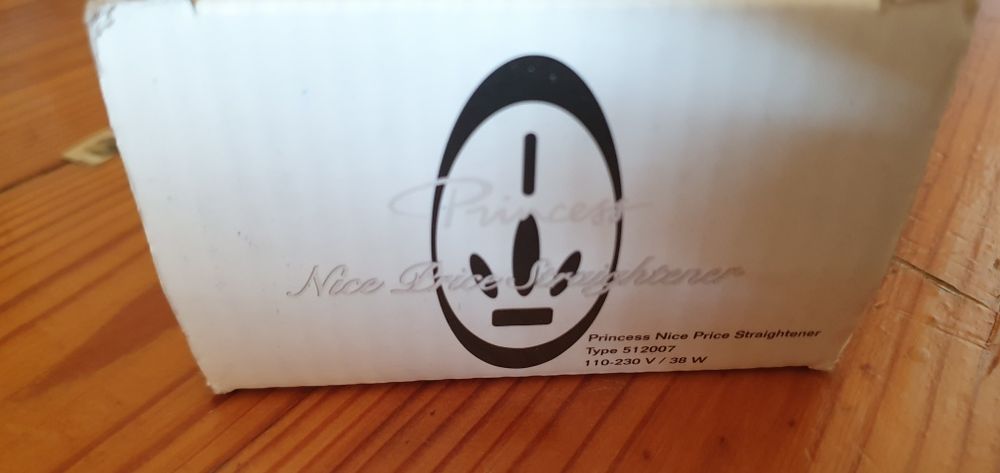 Princess
Nice Price Straightener
Princess Nice Price Straightener
Type 512007
110-230 V / 38 W